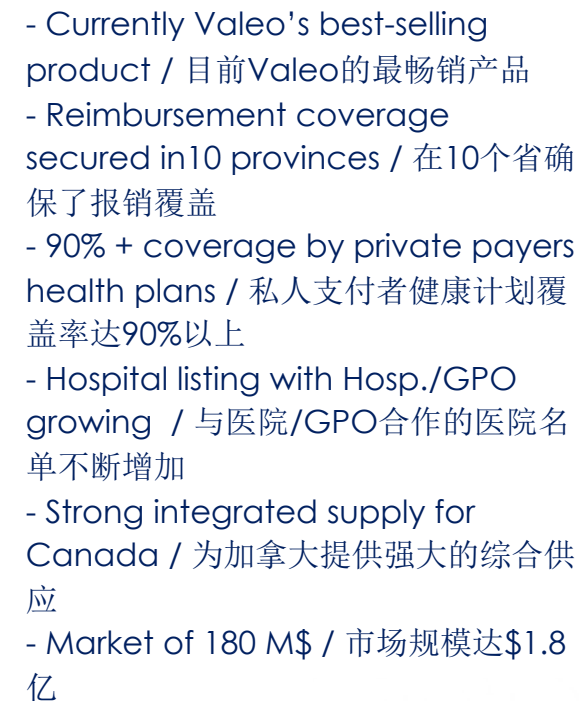 - Currently Valeo’s best-selling
product / 目前Valeo的最畅销产品
- Reimbursement coverage
secured in10 provinces / 在10个省确
保了报销覆盖
- 90% + coverage by private payers
health plans / 私人支付者健康计划覆
盖率达90%以上
- Hospital listing with Hosp./GPO
growing  / 与医院/GPO合作的医院名
单不断增加
- Strong integrated supply for
Canada / 为加拿大提供强大的综合供
应
- Market of 180 M$ / 市场规模达$1.8
亿